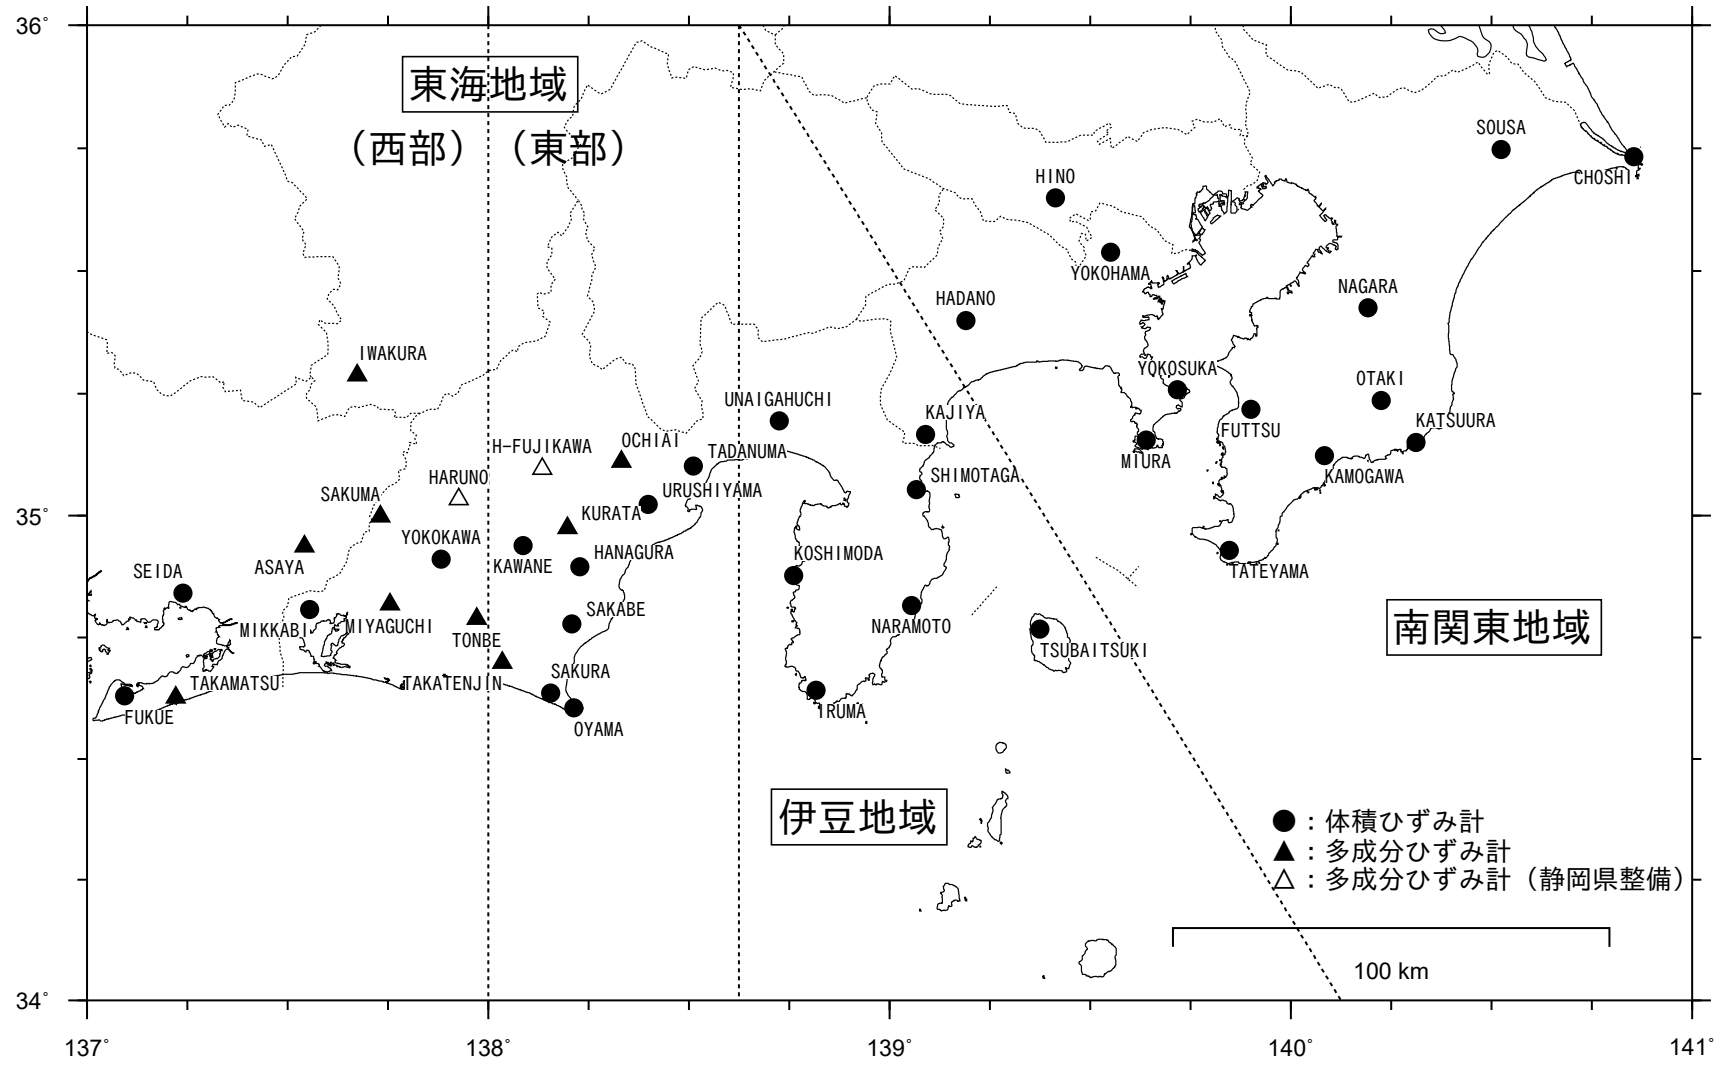 36°
東海地域
（西部）
（東部）
SOUSA
CHOSHI
HINO
YOKOHAMA
NAGARA
HADANO
IWAKURA
YOKOSUKA
OTAKI
UNAIGAHUCHI
KAJIYA
KATSUURA
FUTTSU
H-FUJIKAWA
OCHIAI
TADANUMA
MIURA
KAMOGAWA
HARUNO
SHIMOTAGA
SAKUMA
URUSHIYAMA
35°
KURATA
YOKOKAWA
HANAGURA
KOSHIMODA
ASAYA
KAWANE
SEIDA
TATEYAMA
SAKABE
MIKKABI
MIYAGUCHI
NARAMOTO
南関東地域
TONBE
TSUBAITSUKI
SAKURA
TAKAMATSU
TAKATENJIN
FUKUE
IRUMA
OYAMA
伊豆地域
：体積ひずみ計
：多成分ひずみ計
：多成分ひずみ計（静岡県整備）
100 km
34°
137°
138°
139°
140°
141°